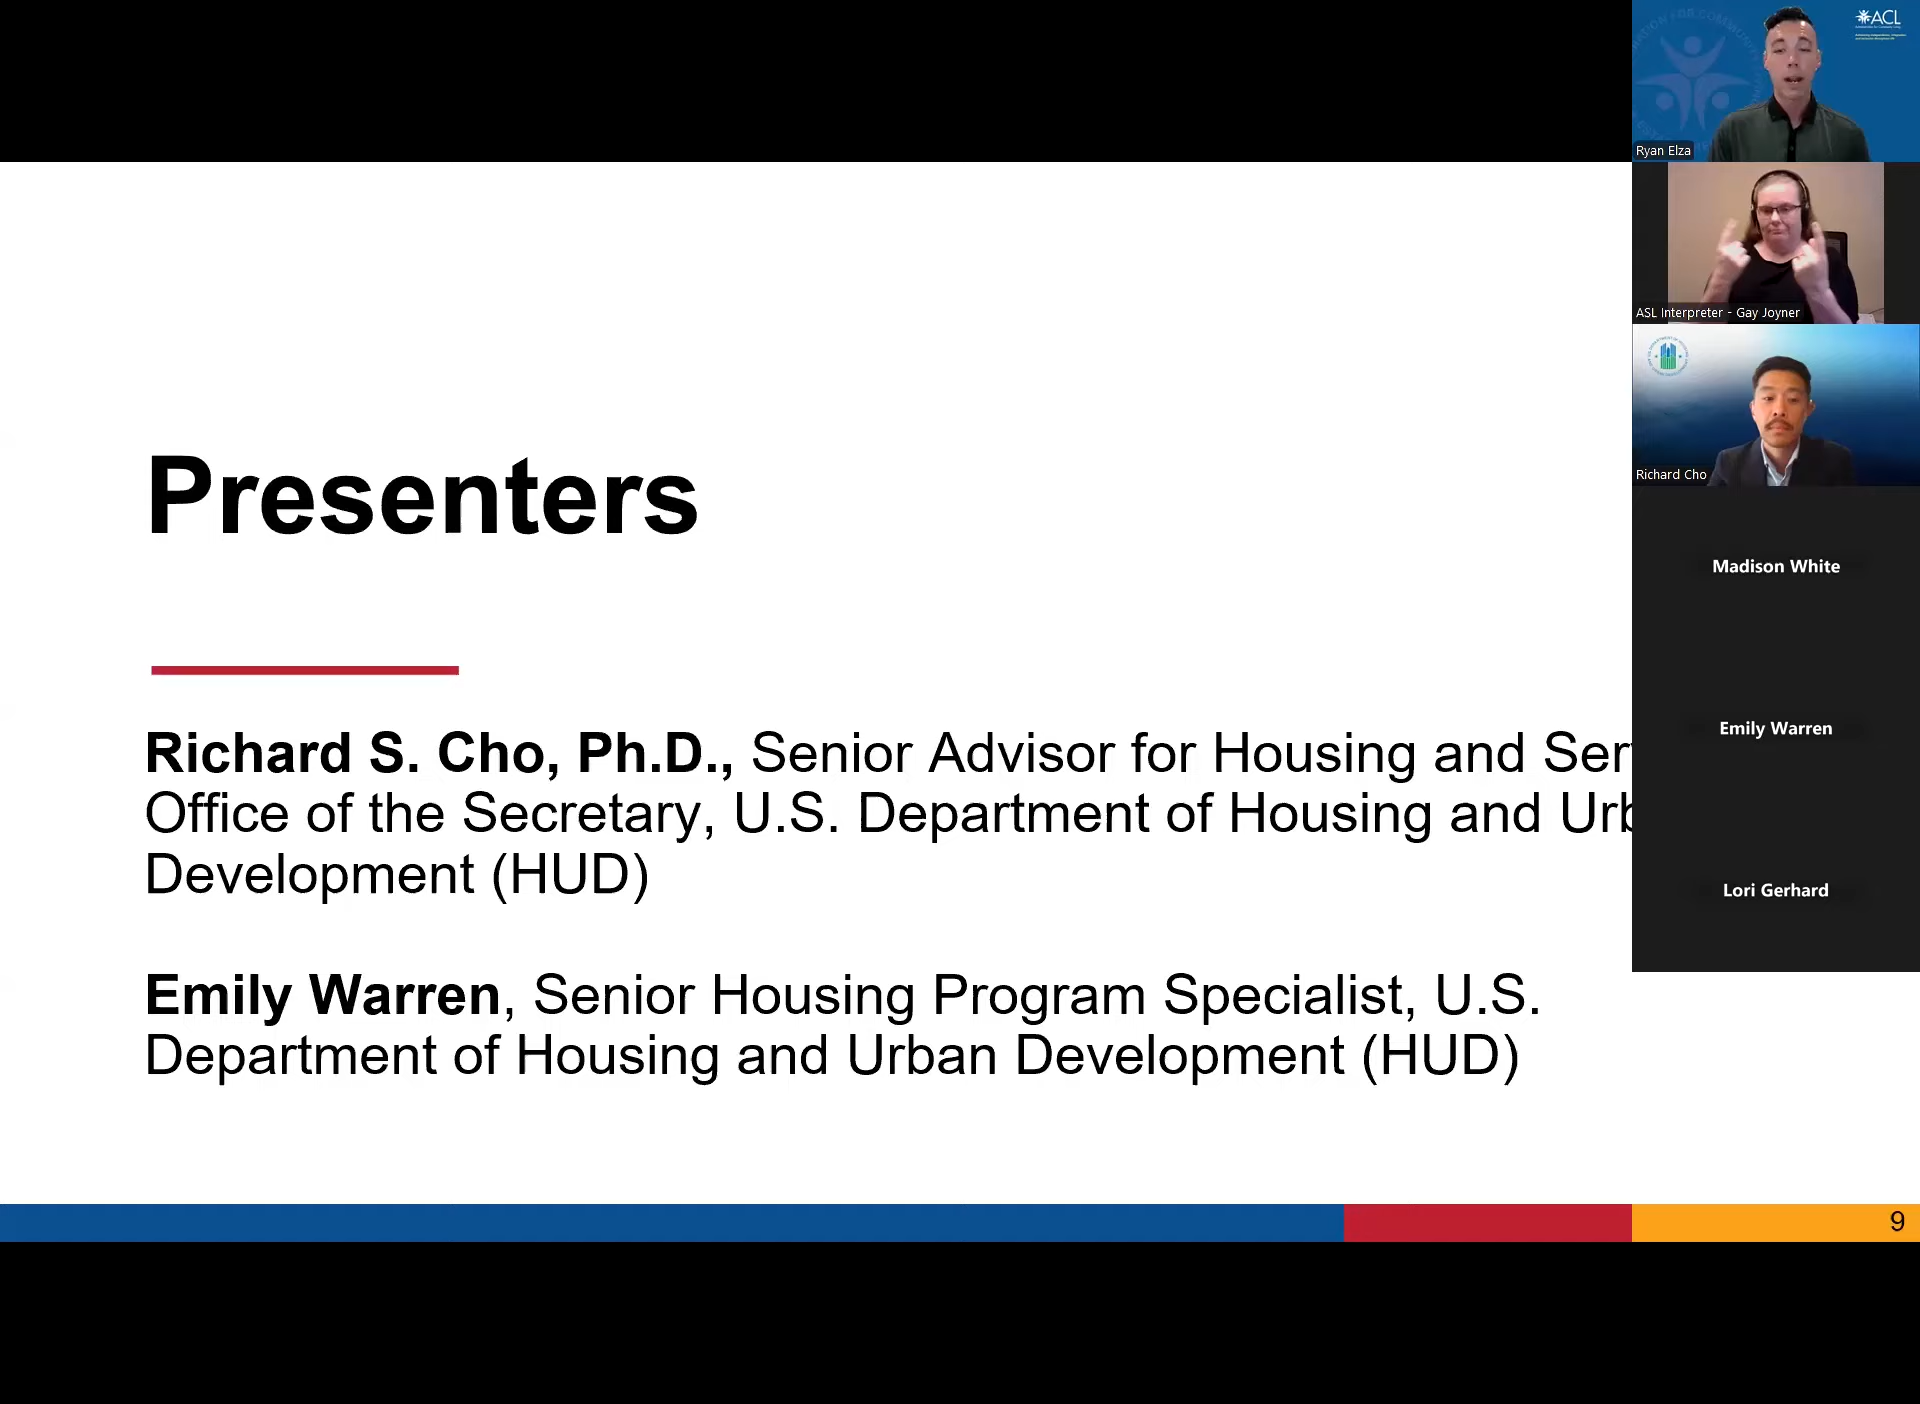 ACL
Ryan Elza
ASL Interpreter - Gay Joyner
Richard Cho
Madison White
Emily Warren
Lori Gerhard
Presenters
Richard S. Cho, Ph.D., Senior Advisor for Housing and Ser
Office of the Secretary, U.S. Department of Housing and Urb
Development (HUD)
Emily Warren, Senior Housing Program Specialist, U.S.
Department of Housing and Urban Development (HUD)
9